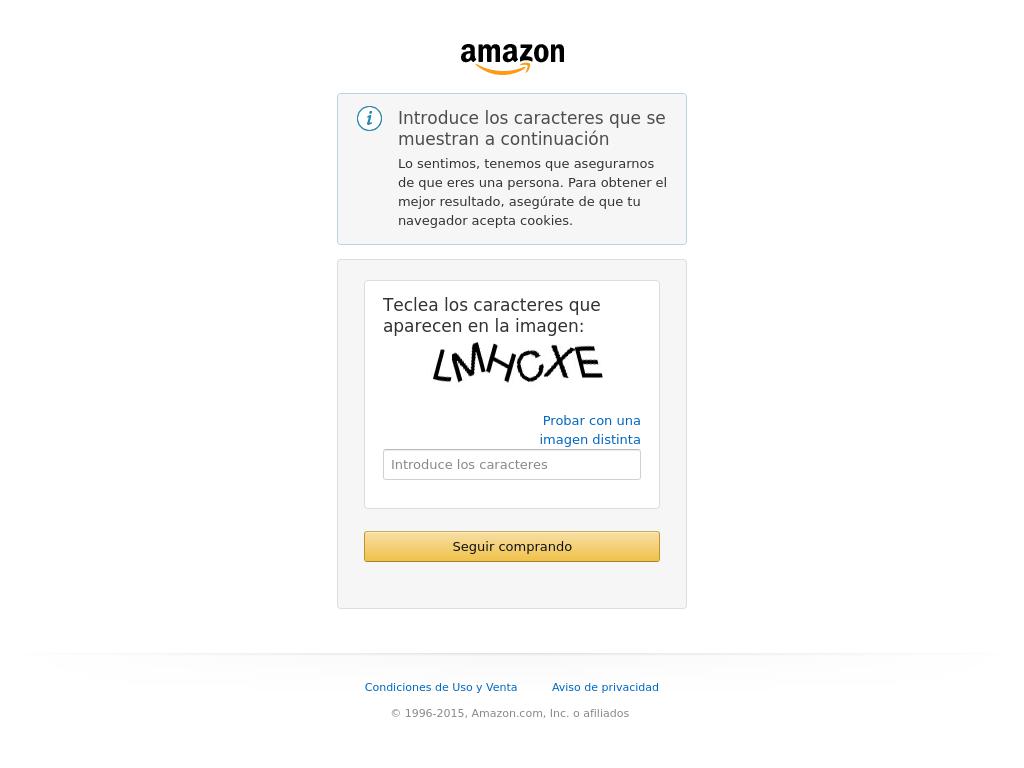 amazon
Introduce los caracteres que se
muestran a continuación
Lo sentimos, tenemos que asegurarnos
de que eres una persona. Para obtener el
mejor resultado, asegúrate de que tu
navegador acepta cookies.
Teclea los caracteres que
aparecen en la imagen:
LMHCXE
Probar con una
imagen distinta
Introduce los caracteres
Seguir comprando
Condiciones de Uso y Venta Aviso de privacidad
© 1996-2015, Amazon.com, Inc. o afiliados